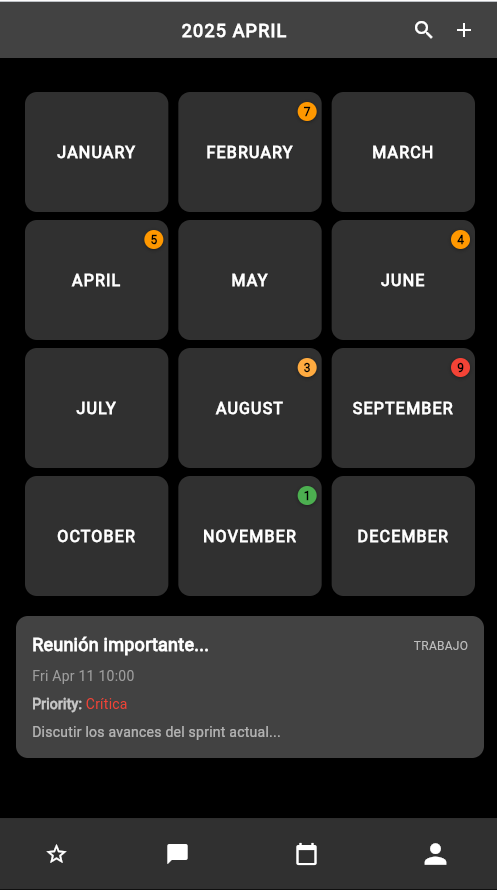 2025 APRIL
JANUARY
7
FEBRUARY
MARCH
5
APRIL
MAY
4
JUNE
JULY
3
AUGUST
9
SEPTEMBER
OCTOBER
1
NOVEMBER
DECEMBER
Reunión importante...
TRABAJO
Fri Apr 11 10:00
Priority: Crítica
Discutir los avances del sprint actual...